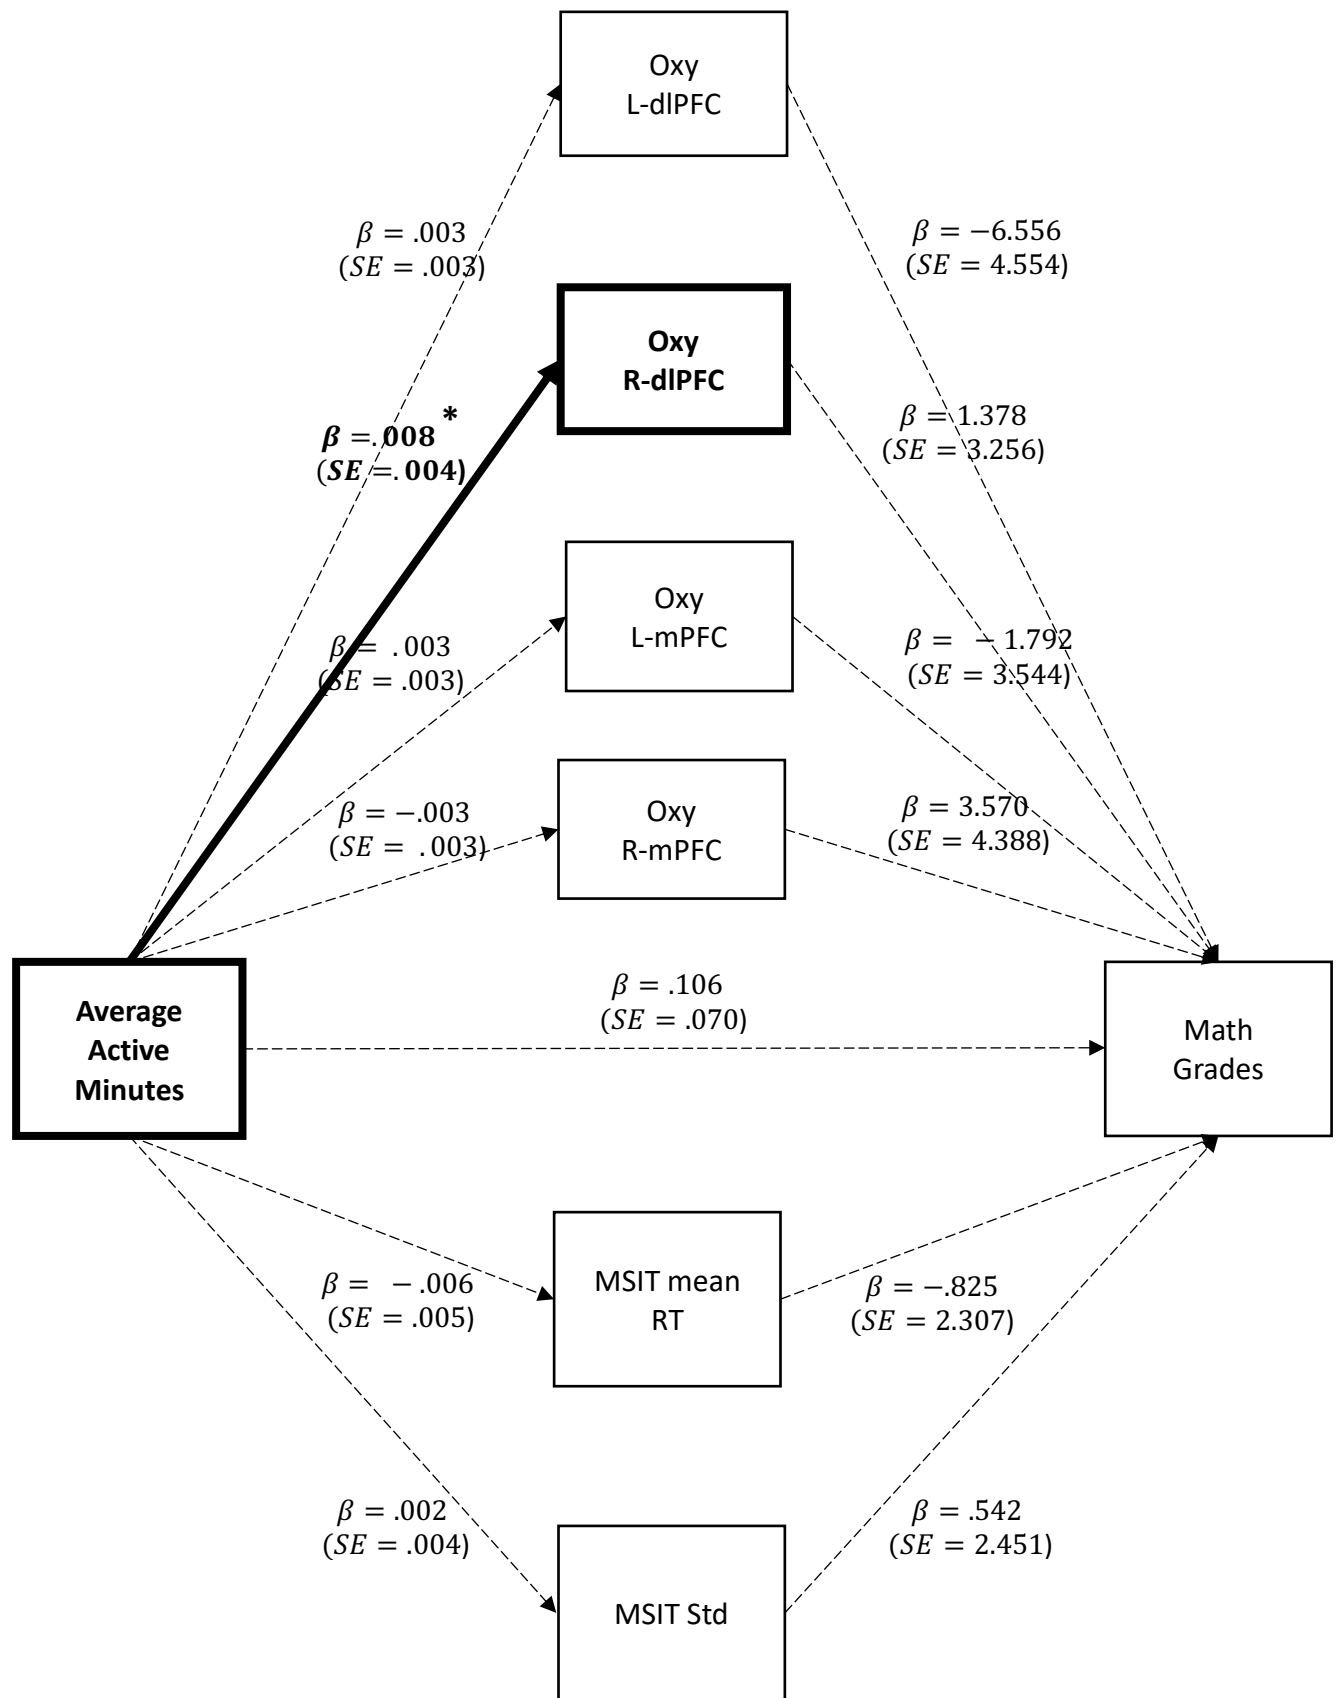 Oxy
L-dlPFC
β = .003
(SE = .003)
β = −6.556
(SE = 4.554)
Oxy
R-dlPFC
β =.008 *
(SE =.004)
β = 1.378
(SE = 3.256)
Oxy
L-mPFC
β = .003
(SE = .003)
β = − 1.792
(SE = 3.544)
Oxy
R-mPFC
β = −.003
(SE = .003)
β = 3.570
(SE = 4.388)
Average
Active
Minutes
β = .106
(SE = .070)
Math
Grades
MSIT mean
RT
β = −.006
(SE = .005)
β = −.825
(SE = 2.307)
β = .002
(SE = .004)
β = .542
(SE = 2.451)
MSIT Std